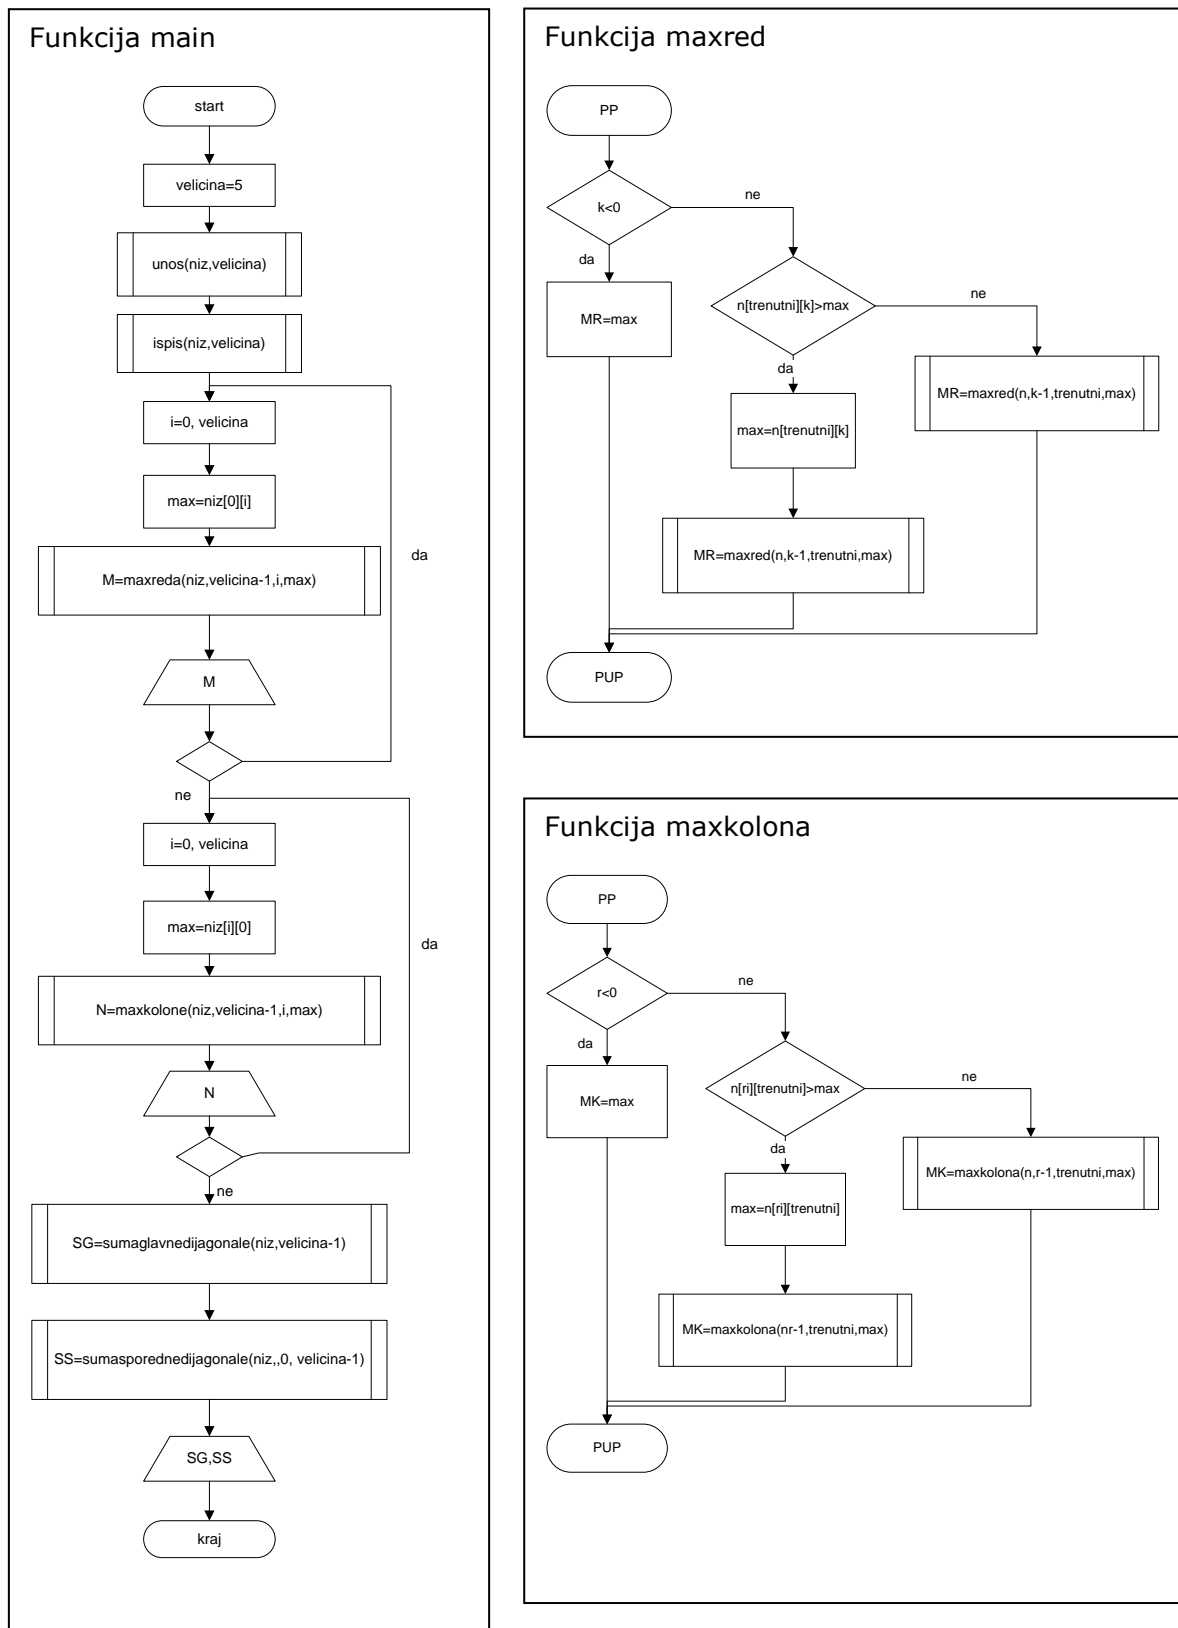 Funkcija main
start
velicina=5
unos(niz,velicina)
ispis(niz,velicina)
i=0, velicina
max=niz[0][i]
M=maxreda(niz,velicina-1,i,max)
da
M
ne
i=0, velicina
max=niz[i][0]
da
N=maxkolone(niz,velicina-1,i,max)
N
ne
SG=sumaglavnedijagonale(niz,velicina-1)
SS=sumasporednedijagonale(niz,,0, velicina-1)
SG,SS
kraj
Funkcija maxred
PP
k<0
ne
da
n[trenutni][k]>max
ne
MR=max
da
MR=maxred(n,k-1,trenutni,max)
max=n[trenutni][k]
MR=maxred(n,k-1,trenutni,max)
PUP
Funkcija maxkolona
PP
r<0
ne
da
n[ri][trenutni]>max
ne
MK=max
da
MK=maxkolona(n,r-1,trenutni,max)
max=n[ri][trenutni]
MK=maxkolona(nr-1,trenutni,max)
PUP